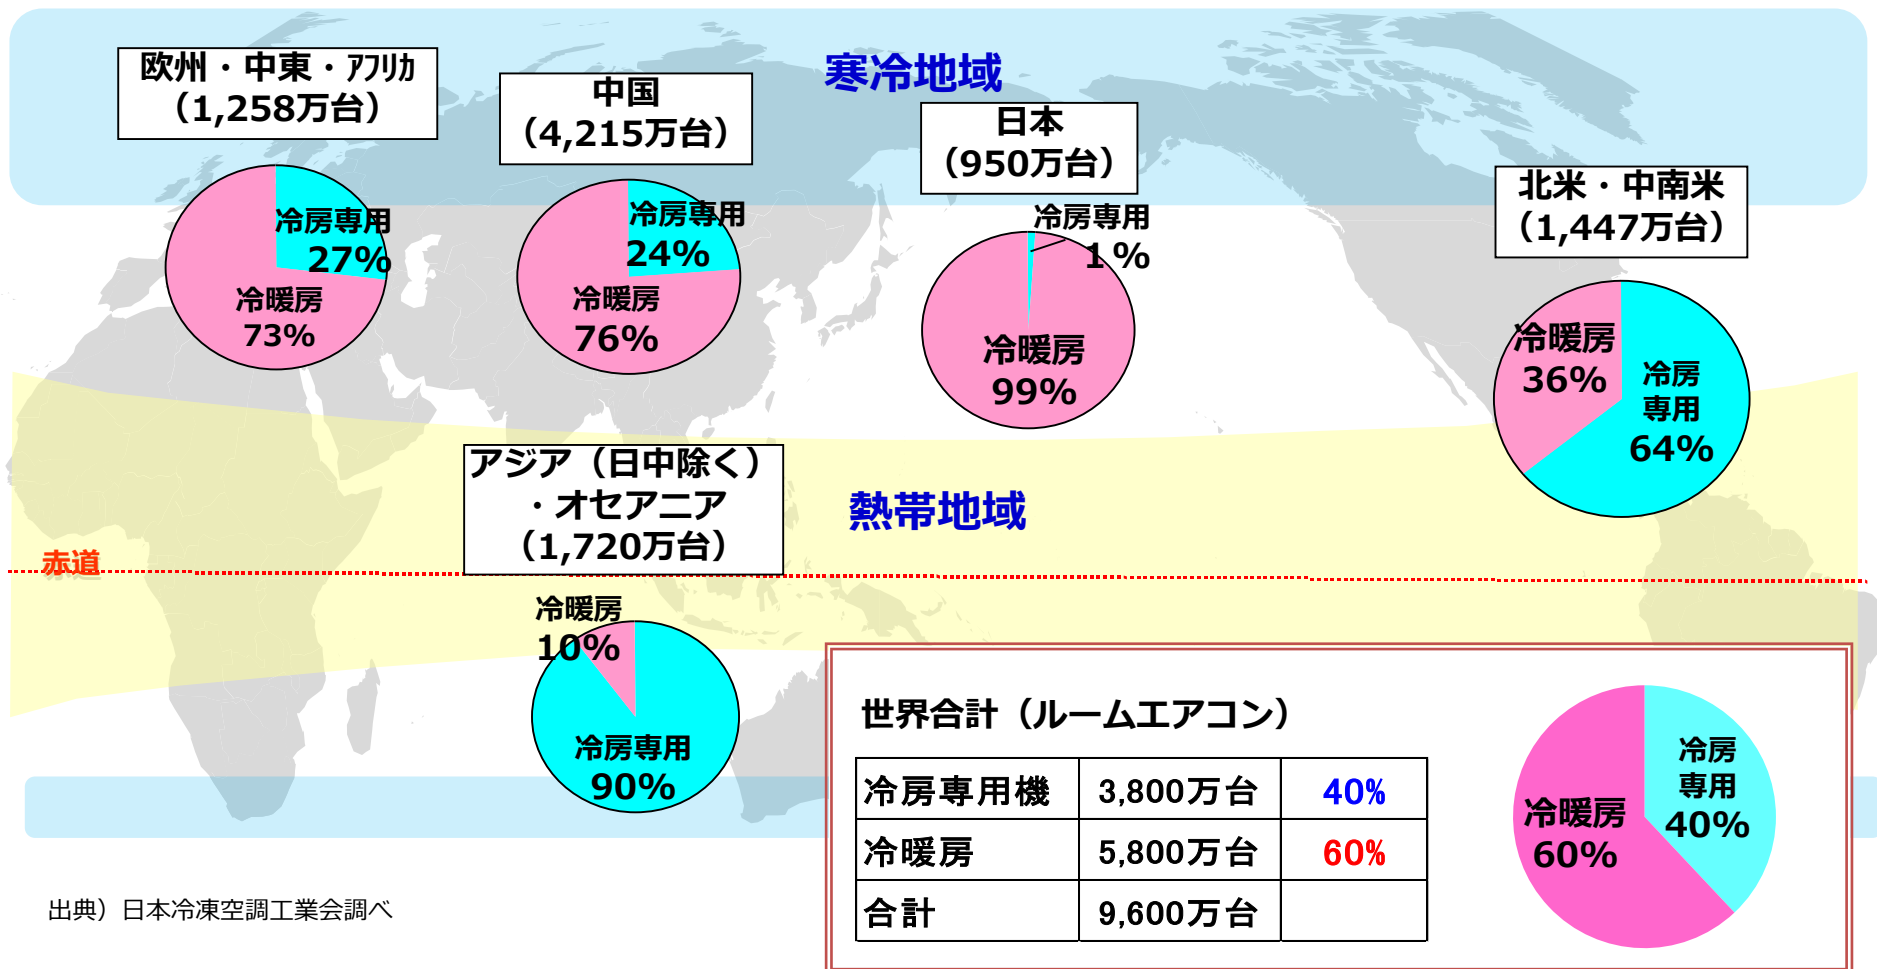 寒冷地域
欧州・中東・ｱﾌﾘｶ
（1,258万台）
冷房専用
27%
冷暖房
73%
中国
（4,215万台）
冷房専用
24%
冷暖房
76%
日本
（950万台）
冷房専用
1％
冷暖房
99%
北米・中南米
（1,447万台）
冷暖房
36%
冷房
専用
64%
熱帯地域
アジア（日中除く）
・オセアニア
（1,720万台）
冷暖房
10%
冷房専用
90%
赤道
世界合計（ルームエアコン）
冷房専用機 3,800万台 40%
冷暖房 5,800万台 60%
合計 9,600万台
冷房
専用
40%
冷暖房
60%
出典）日本冷凍空調工業会調べ